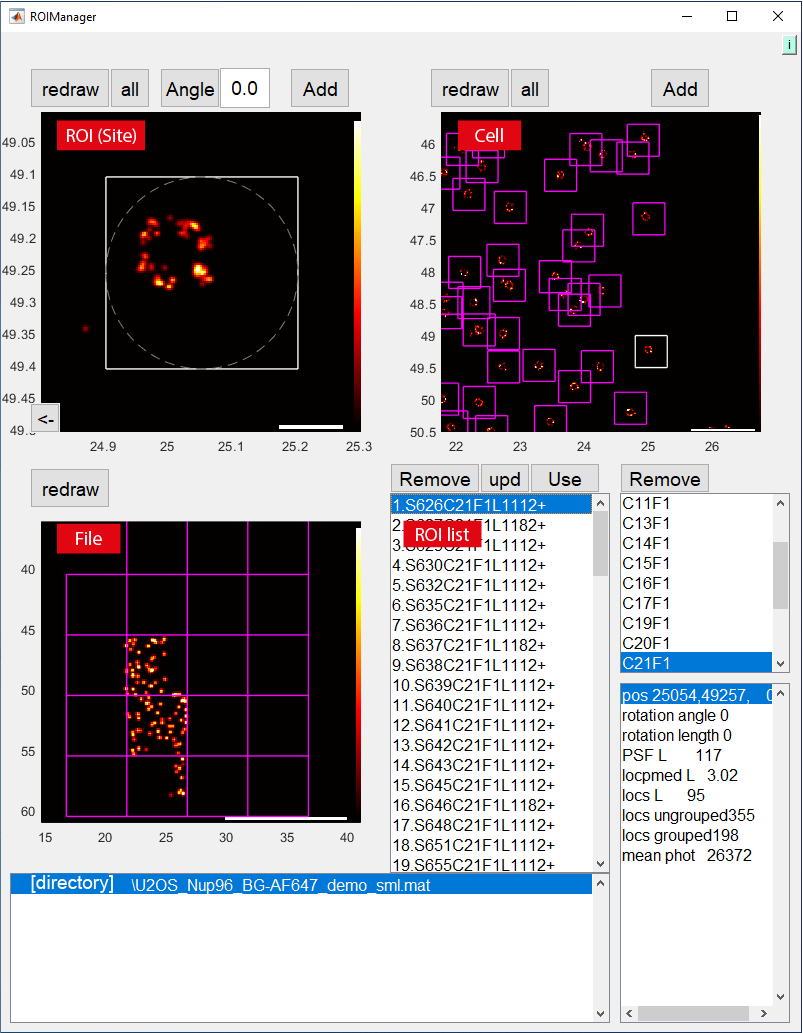 ROIManager
i
redraw all Angle 0.0 Add
redraw all Add
ROI (Site)
49.05
49.1
49.15
49.2
49.25
49.3
49.35
49.4
49.45
<-
24.9 25 25.1 25.2 25.3
Cell
46
46.5
47
47.5
48
48.5
49
49.5
50
50.5
22 23 24 25 26
redraw
File
40
45
50
55
60
15 20 25 30 35 40
Remove upd Use
ROI list
1.S626C21F1L1112+
2.S627C21F1L1182+
3.S629C21F1L1112+
4.S630C21F1L1112+
5.S632C21F1L1112+
6.S635C21F1L1112+
7.S636C21F1L1112+
8.S637C21F1L1182+
9.S638C21F1L1112+
10.S639C21F1L1112+
11.S640C21F1L1112+
12.S641C21F1L1112+
13.S642C21F1L1112+
14.S643C21F1L1112+
15.S645C21F1L1112+
16.S646C21F1L1182+
17.S648C21F1L1112+
18.S651C21F1L1112+
19.S655C21F1L1112+
Remove
C11F1
C13F1
C14F1
C15F1
C16F1
C17F1
C19F1
C20F1
C21F1
pos 25054,49257, 0
rotation angle 0
rotation length 0
PSF L 117
locpmed L 3.02
locs L 95
locs ungrouped355
locs grouped198
mean phot 26372
[directory] \U2OS_Nup96_BG-AF647_demo_sml.mat